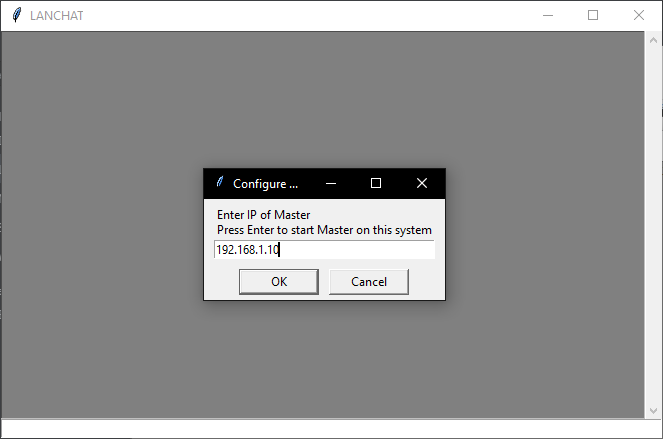 LANCHAT
Configure ...
Enter IP of Master
Press Enter to start Master on this system
192.168.1.10
OK
Cancel